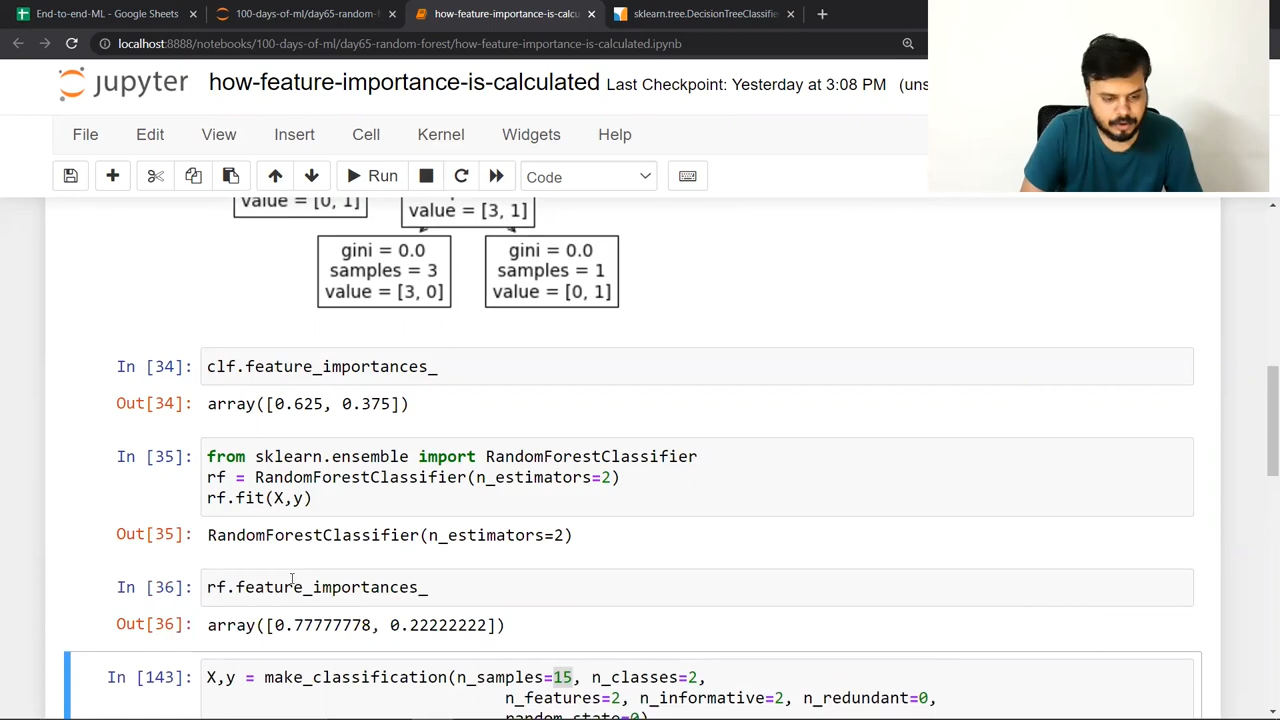 End-to-end-ML - Google Sheets
100-days-of-ml/day65-random-
how-feature-importance-is-calcu
sklearn.tree.DecisionTreeClassifie
localhost:8888/notebooks/100-days-of-ml/day65-random-forest/how-feature-importance-is-calculated.ipynb
jupyter how-feature-importance-is-calculated Last Checkpoint: Yesterday at 3:08 PM (uns
File Edit View Insert Cell Kernel Widgets Help
Run Code
value = [0, 1]
value = [3, 1]
gini = 0.0 gini = 0.0
samples = 3 samples = 1
value = [3, 0] value = [0, 1]
In [34]: clf.feature_importances_
Out[34]: array([0.625, 0.375])
In [35]: from sklearn.ensemble import RandomForestClassifier
rf = RandomForestClassifier(n_estimators=2)
rf.fit(X,y)
Out[35]: RandomForestClassifier(n_estimators=2)
In [36]: rf.feature_importances_
Out[36]: array([0.77777778, 0.22222222])
In [143]: X,y = make_classification(n_samples=15, n_classes=2,
n_features=2, n_informative=2, n_redundant=0,
random_state=0)